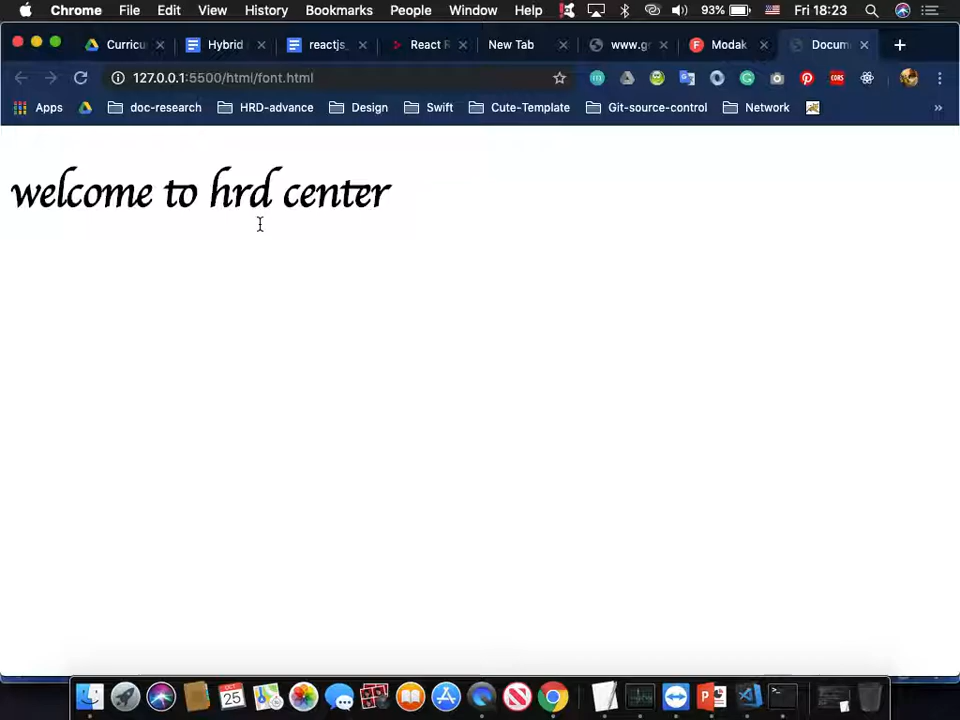 Chrome File Edit View History Bookmarks People Window Help 93% Fri 18:23
Curricu Hybrid reactjs_ React R New Tab www.gr Modak Docum
127.0.0.1:5500/html/font.html
Apps doc-research HRD-advance Design Swift Cute-Template Git-source-control Network »
welcome to hrd center